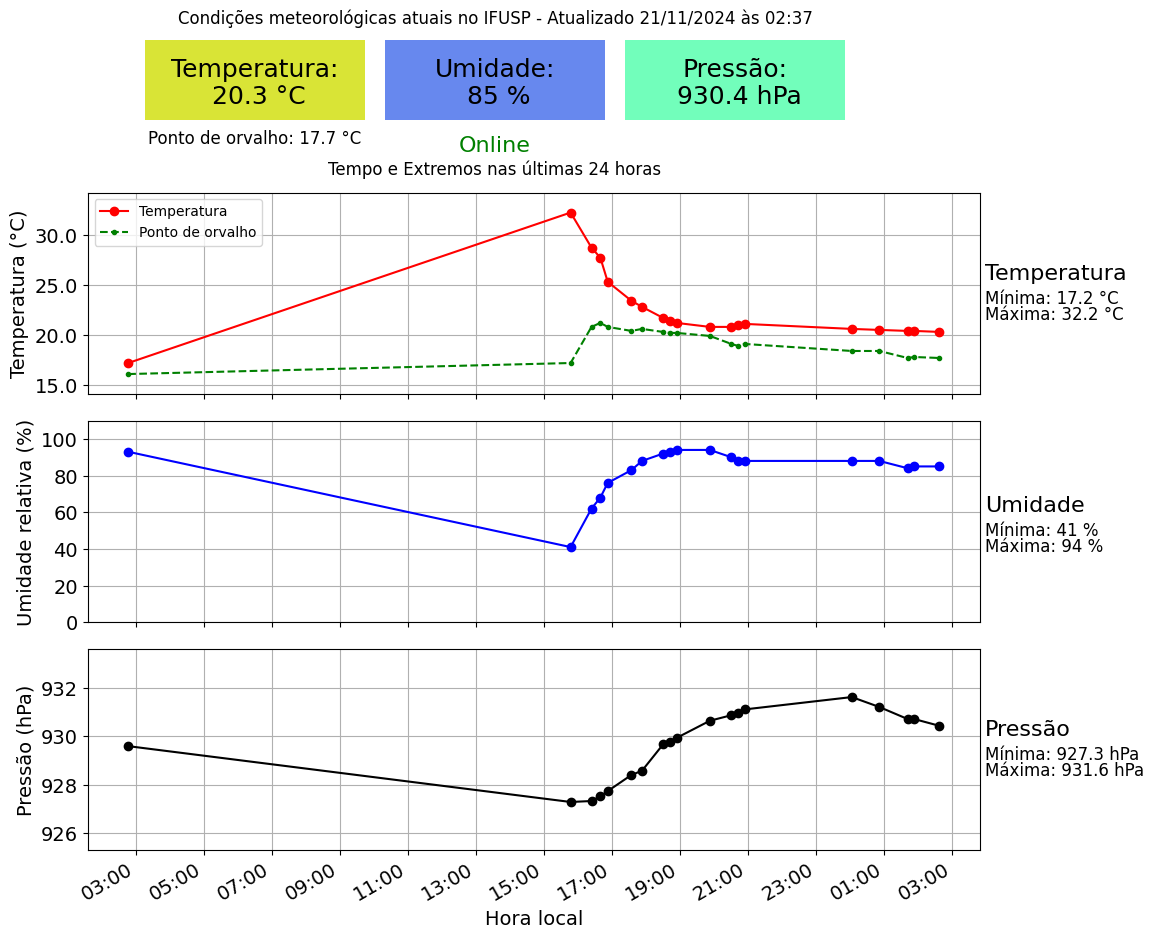 Condições meteorológicas atuais no IFUSP - Atualizado 21/11/2024 às 02:37
Temperatura:
20.3 °C
Umidade:
85 %
Pressão:
930.4 hPa
Ponto de orvalho: 17.7 °C
Online
Tempo e Extremos nas últimas 24 horas
Temperatura (°C)
30.0
25.0
20.0
15.0
Temperatura
Ponto de orvalho
Temperatura
Mínima: 17.2 °C
Máxima: 32.2 °C
Umidade relativa (%)
100
80
60
40
20
0
Umidade
Mínima: 41 %
Máxima: 94 %
Pressão (hPa)
932
930
928
926
Pressão
Mínima: 927.3 hPa
Máxima: 931.6 hPa
03:00 05:00 07:00 09:00 11:00 13:00 15:00 17:00 19:00 21:00 23:00 01:00 03:00
Hora local